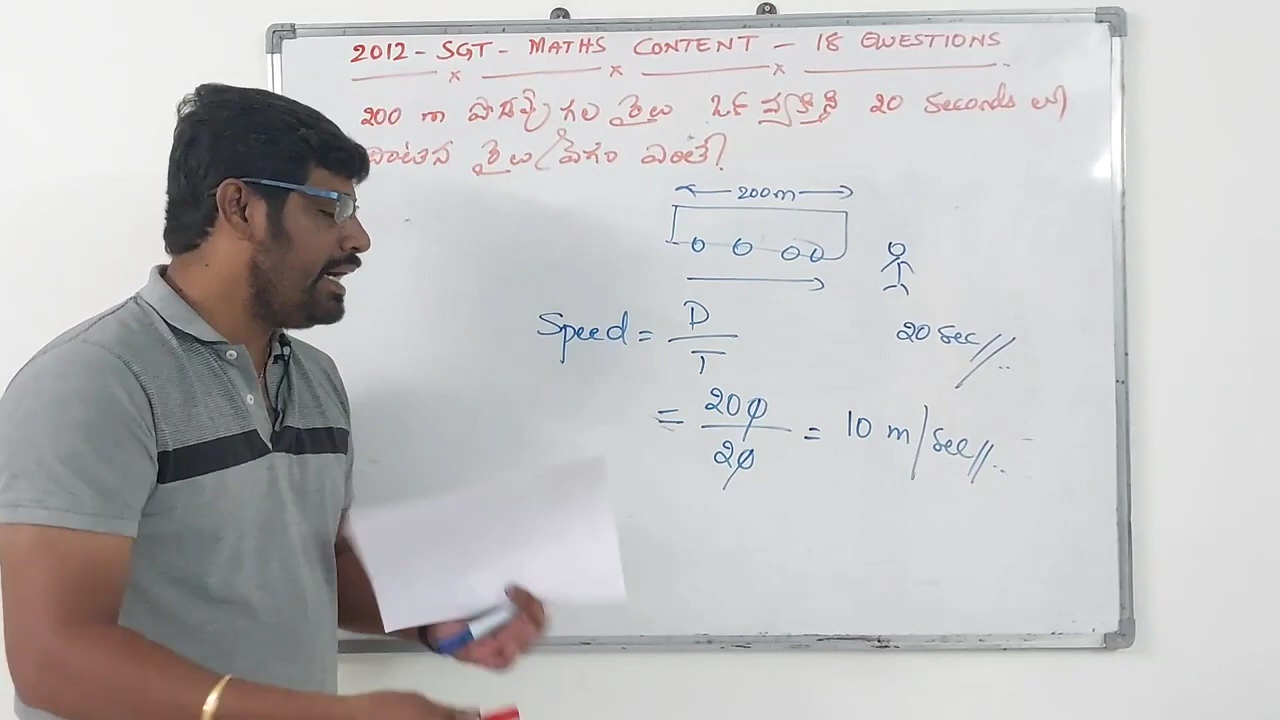 2012 - SGT - MATHS CONTENT - 18 QUESTIONS
200 మీ పొడవు గల రైలు ఒక వ్యక్తిని 20 Seconds లో
దాటిన రైలు వేగం ఎంత?
200m
Speed = D/T
20 Sec
= 200/20 = 10 m/Sec